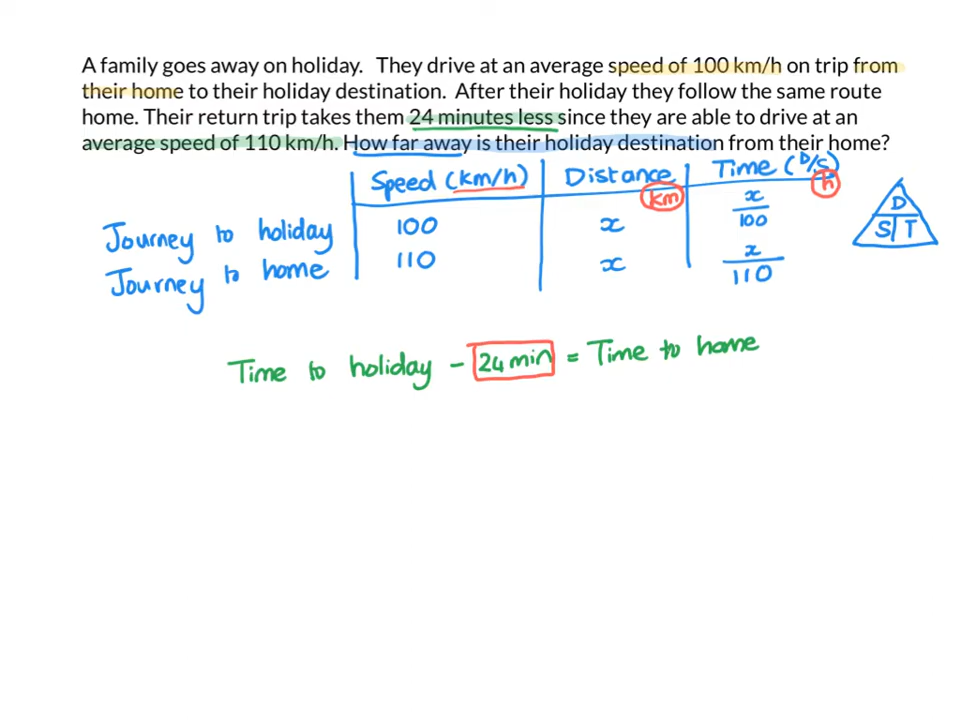 A family goes away on holiday. They drive at an average speed of 100 km/h on trip from
their home to their holiday destination. After their holiday they follow the same route
home. Their return trip takes them 24 minutes less since they are able to drive at an
average speed of 110 km/h. How far away is their holiday destination from their home?
Speed (km/h) Distance (km) Time (D/S) (h)
Journey to holiday 100 x x/100
Journey to home 110 x x/110
D
S T
Time to holiday - 24 min = Time to home